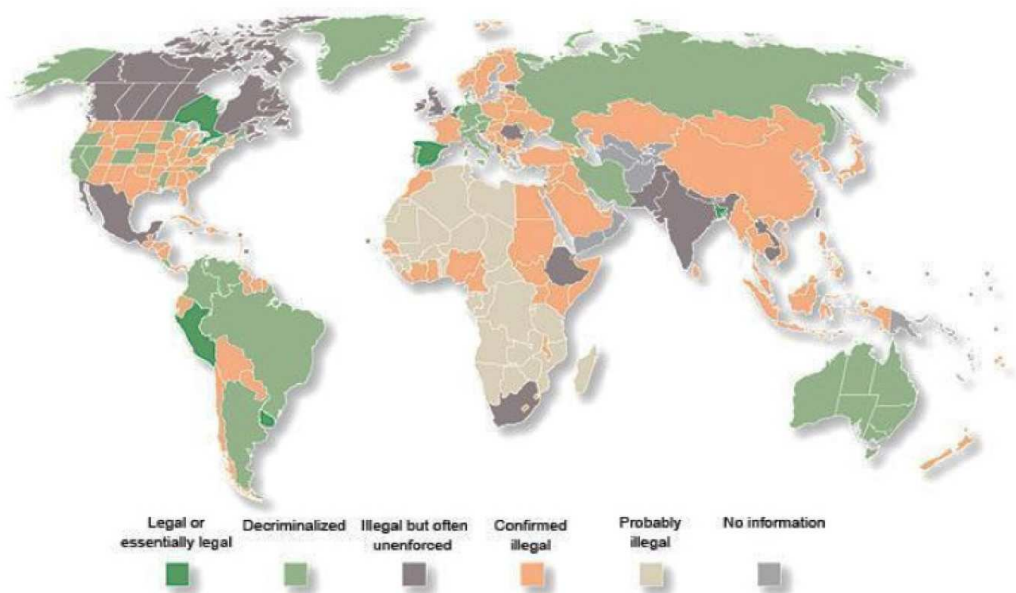 Legal or
essentially legal
Decriminalized
Illegal but often
unenforced
Confirmed
illegal
Probably
illegal
No information